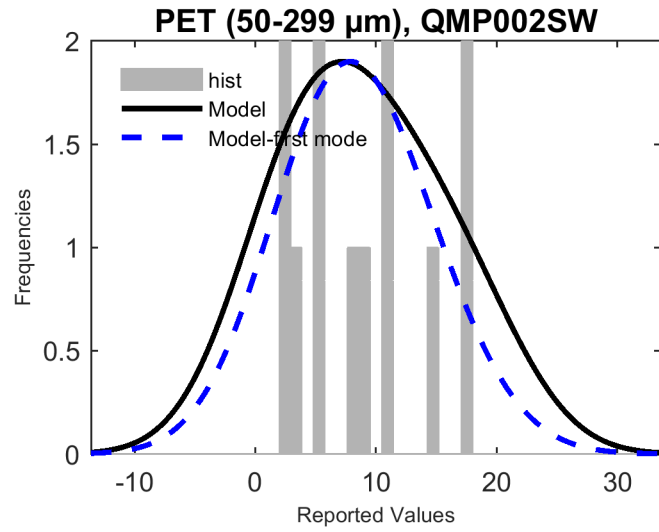 PET (50-299 µm), QMP002SW
2
1.5
1
0.5
0
Frequencies
hist
Model
Model-first mode
-10 0 10 20 30
Reported Values